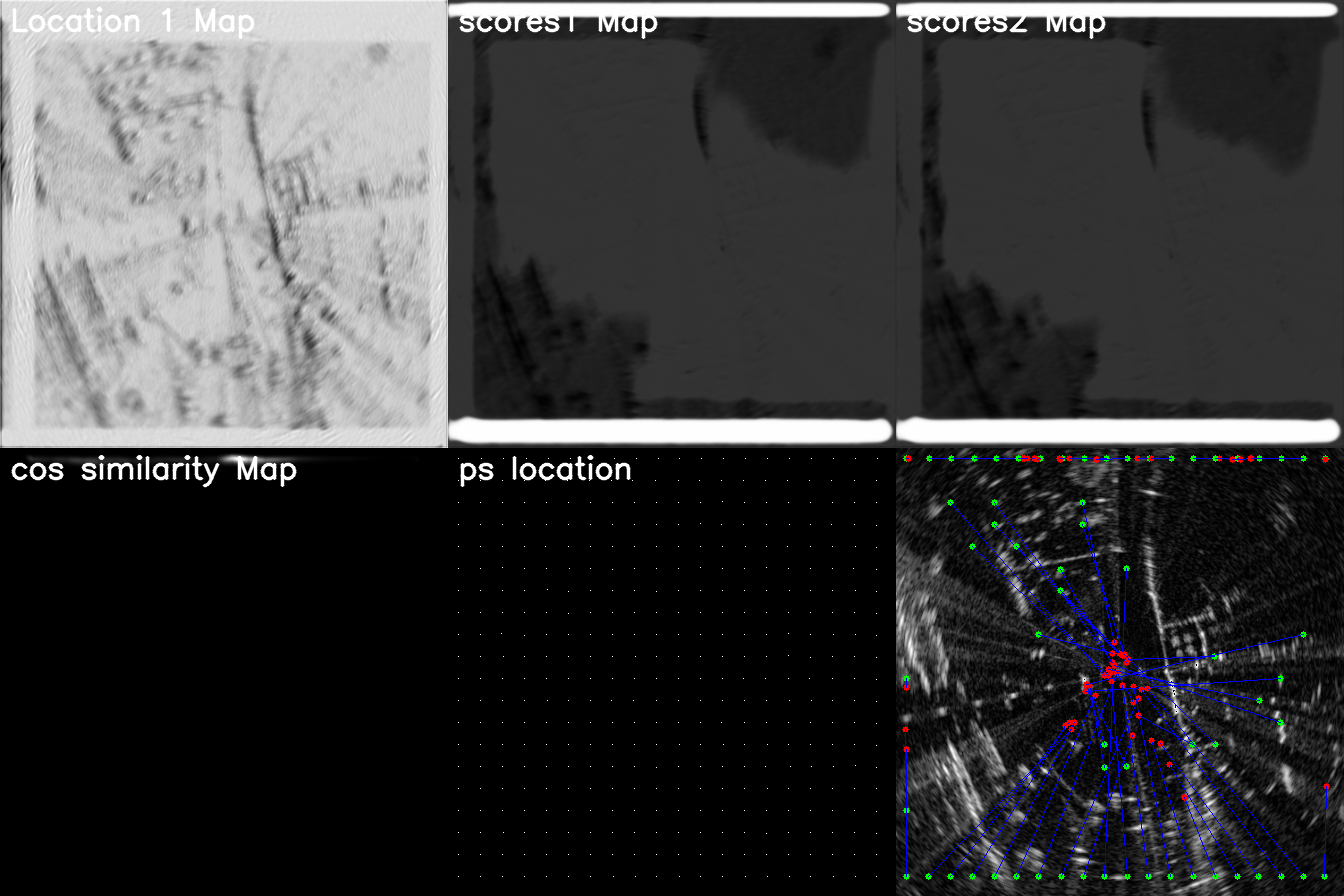 Location 1 Map
scores1 Map
scores2 Map
cos similarity Map
ps location